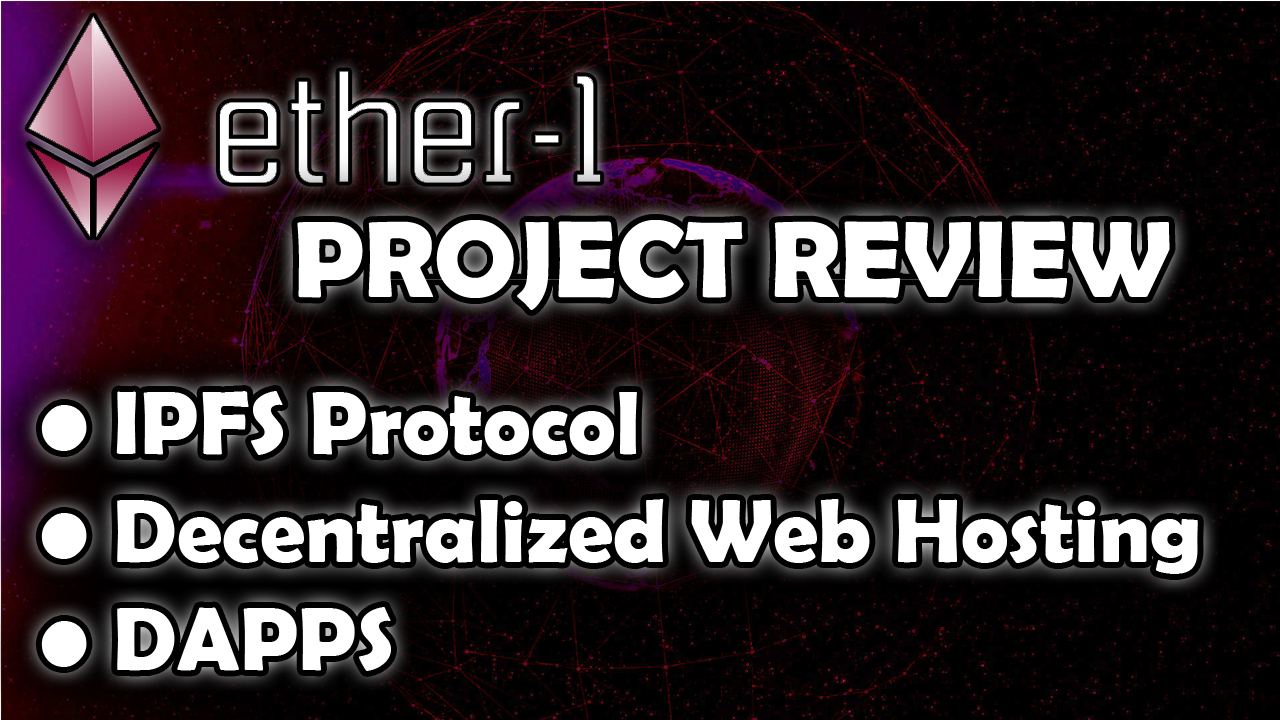 ether-1
PROJECT REVIEW
• IPFS Protocol
• Decentralized Web Hosting
• DAPPS